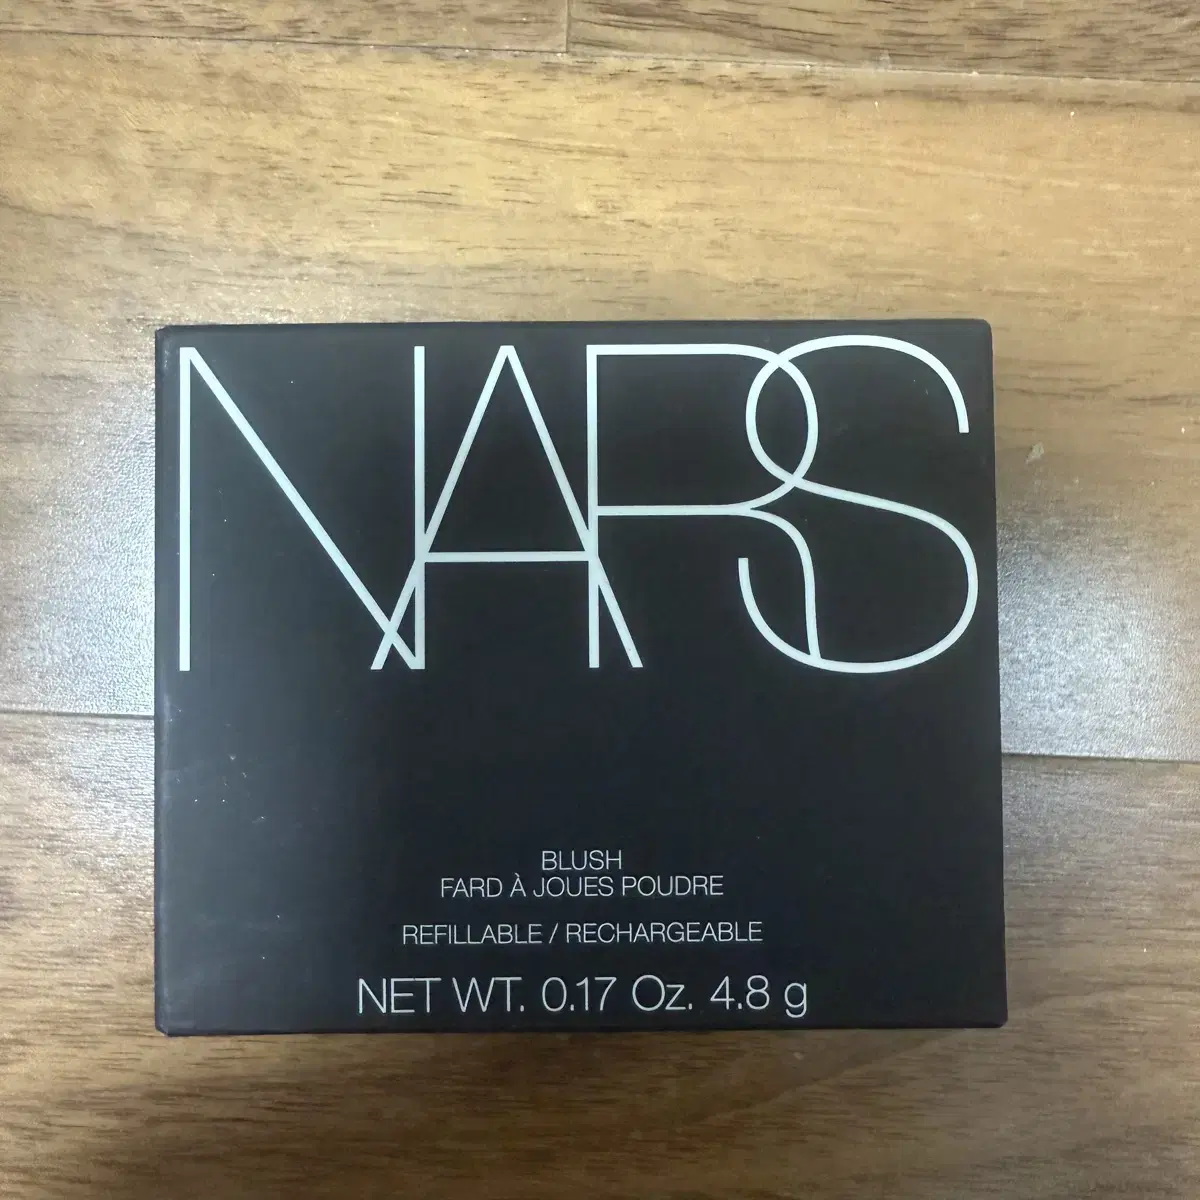 NARS
BLUSH
FARD À JOUES POUDRE
REFILLABLE / RECHARGEABLE
NET WT. 0.17 Oz. 4.8 g